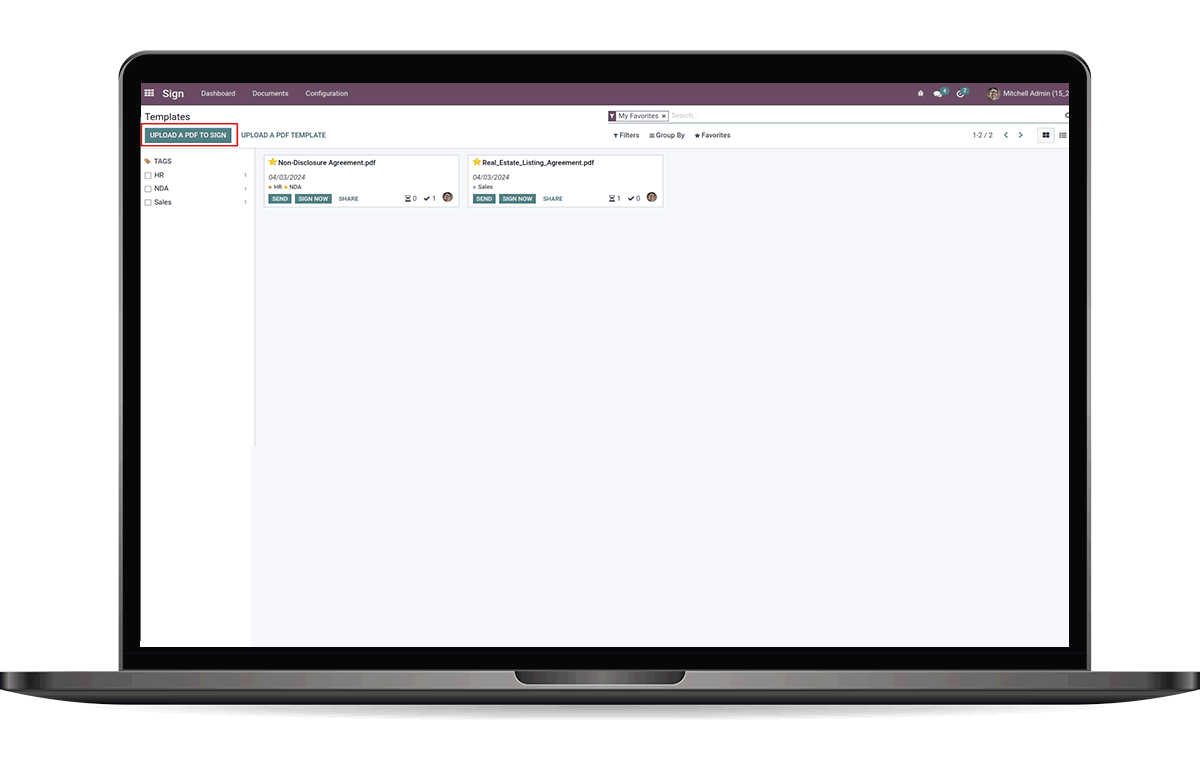 Sign Dashboard Documents Configuration 4 2 Mitchell Admin (15_2
Templates
My Favorites × Search...
UPLOAD A PDF TO SIGN UPLOAD A PDF TEMPLATE Filters Group By Favorites 1-2 / 2
TAGS
HR 1
NDA 1
Sales 1
Non-Disclosure Agreement.pdf
04/03/2024
HR NDA
SEND SIGN NOW SHARE 0 1
Real_Estate_Listing_Agreement.pdf
04/03/2024
Sales
SEND SIGN NOW SHARE 1 0